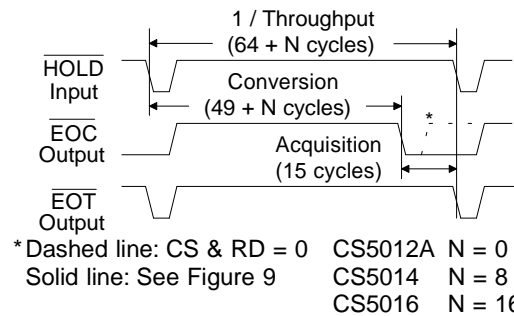 1 / Throughput
(64 + N cycles)
HOLD
Input
Conversion
(49 + N cycles)
*
EOC
Output
Acquisition
(15 cycles)
EOT
Output
*Dashed line: CS & RD = 0 CS5012A N = 0
Solid line: See Figure 9 CS5014 N = 8
CS5016 N = 16